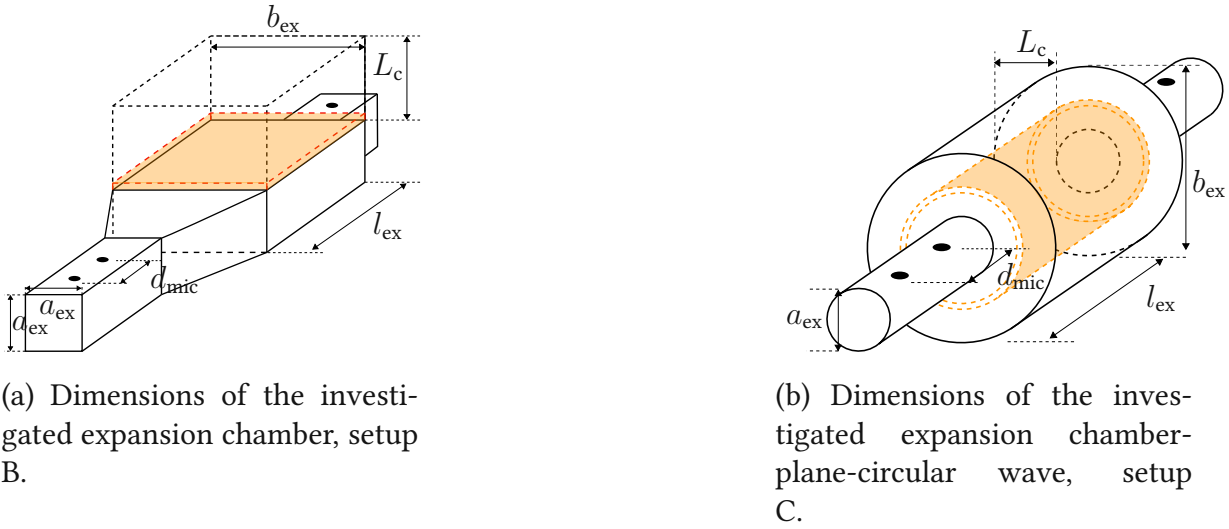 b_ex
L_c
l_ex
d_mic
a_ex
a_ex
(a) Dimensions of the investi-
gated expansion chamber, setup
B.
L_c
b_ex
d_mic
a_ex
l_ex
(b) Dimensions of the inves-
tigated expansion chamber-
plane-circular wave, setup
C.